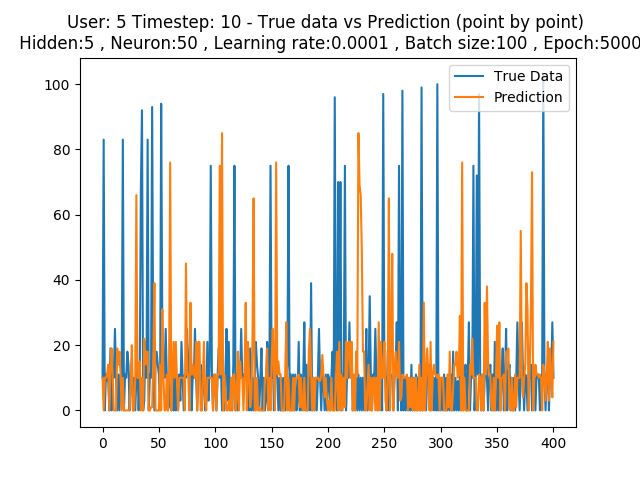 User: 5 Timestep: 10 - True data vs Prediction (point by point)
Hidden:5 , Neuron:50 , Learning rate:0.0001 , Batch size:100 , Epoch:5000
True Data
Prediction
100
80
60
40
20
0
0 50 100 150 200 250 300 350 400